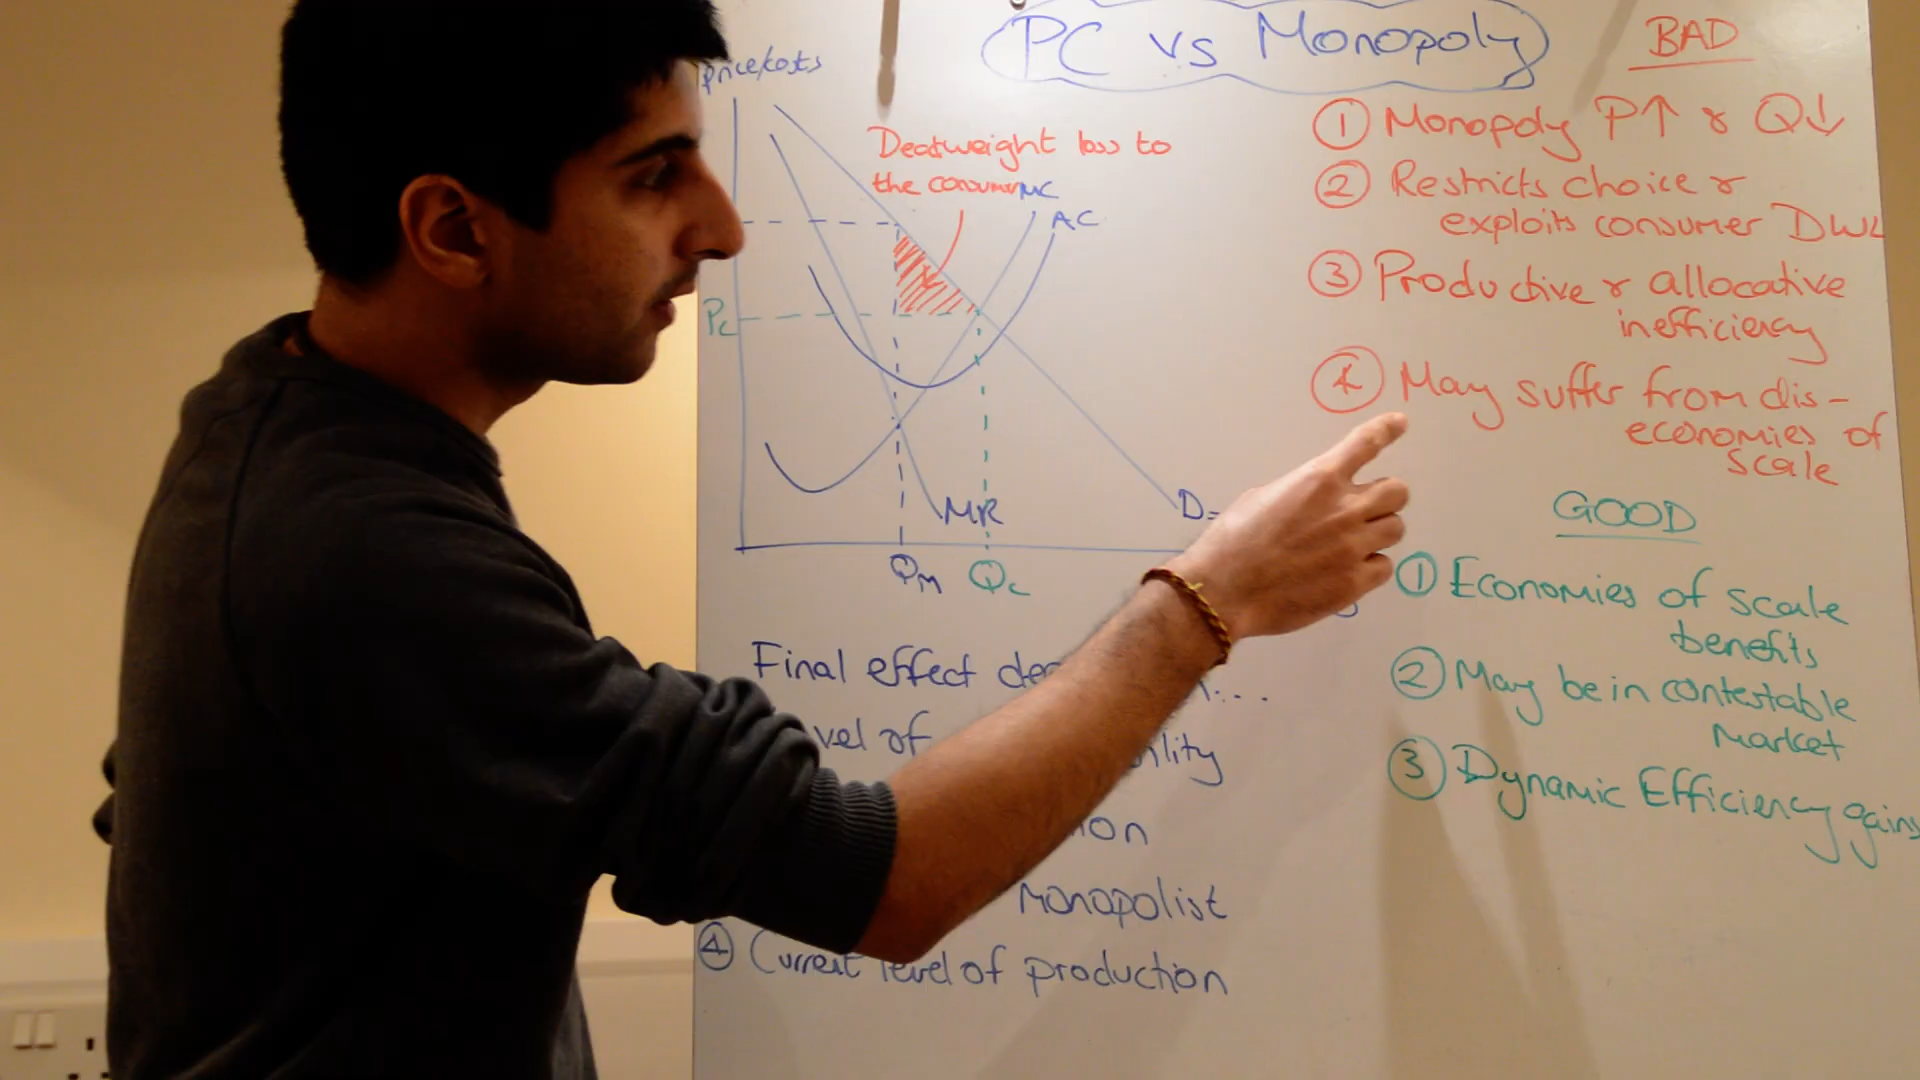 PC vs Monopoly
price/costs
Deadweight loss to
the consumer
MC
AC
Pc
MR
D=
Qm
Qc
Final effect
of
Monopolist
④ Current level of production
BAD
① Monopoly P↑ & Q↓
② Restricts choice &
exploits consumer DWL
③ Productive & allocative
inefficiency
④ May suffer from dis-
economies of
scale
GOOD
① Economies of scale
benefits
② May be in contestable
Market
③ Dynamic Efficiency gains